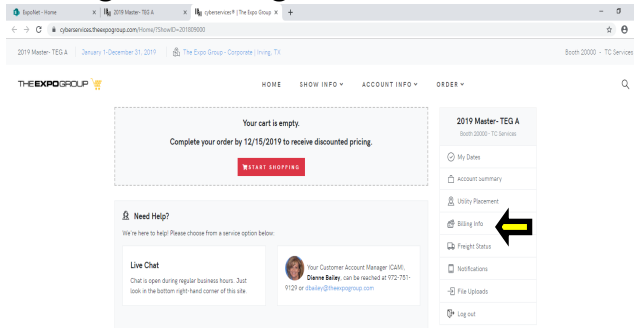 ExpoNet - Home
2019 Master- TEG A
cyberservices® | The Expo Group
cyberservices.theexpogroup.com/Home/?ShowID=201809000
2019 Master- TEG A January 1-December 31, 2019 The Expo Group - Corporate | Irving, TX Booth 20000 - TC Services
THEEXPOGROUP HOME SHOW INFO ACCOUNT INFO ORDER
Your cart is empty.
Complete your order by 12/15/2019 to receive discounted pricing.
START SHOPPING
Need Help?
We're here to help! Please choose from a service option below:
Live Chat
Chat is open during regular business hours. Just
look in the bottom right-hand corner of this site.
Your Customer Account Manager (CAM),
Dianne Bailey, can be reached at 972-751-
9129 or dbailey@theexpogroup.com
2019 Master- TEG A
Booth 20000 - TC Services
My Dates
Account Summary
Utility Placement
Billing Info
Freight Status
Notifications
File Uploads
Log out